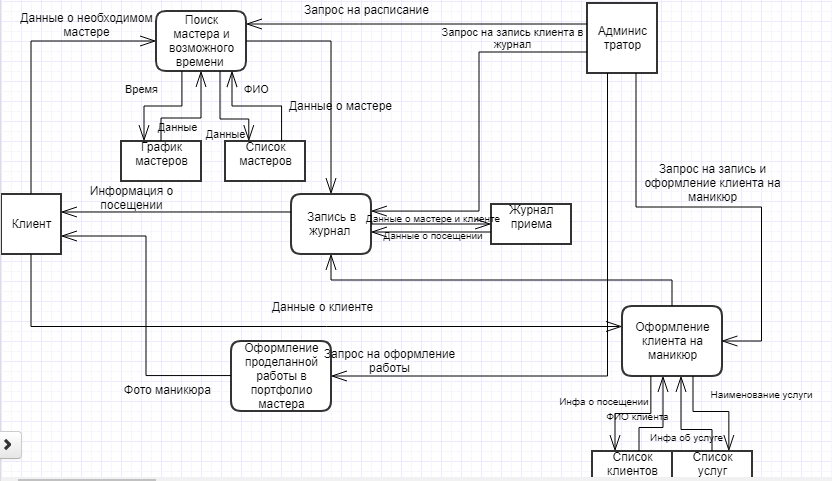 Данные о необходимом
мастере
Поиск
мастера и
возможного
времени
Запрос на расписание
Запрос на запись клиента в
журнал
Админис
тратор
Время
ФИО
Данные о мастере
Данные
Данные
График
мастеров
Список
мастеров
Информация о
посещении
Запрос на запись и
оформление клиента на
маникюр
Клиент
Запись в
журнал
Данные о мастере и клиенте
Данные о посещении
Журнал
приема
Данные о клиенте
Оформление
клиента на
маникюр
Оформление
проделанной
работы в
портфолио
мастера
Запрос на оформление
работы
Фото маникюра
Инфа о посещении
ФИО клиента
Наименование услуги
Инфа об услуге
Список
клиентов
Список
услуг